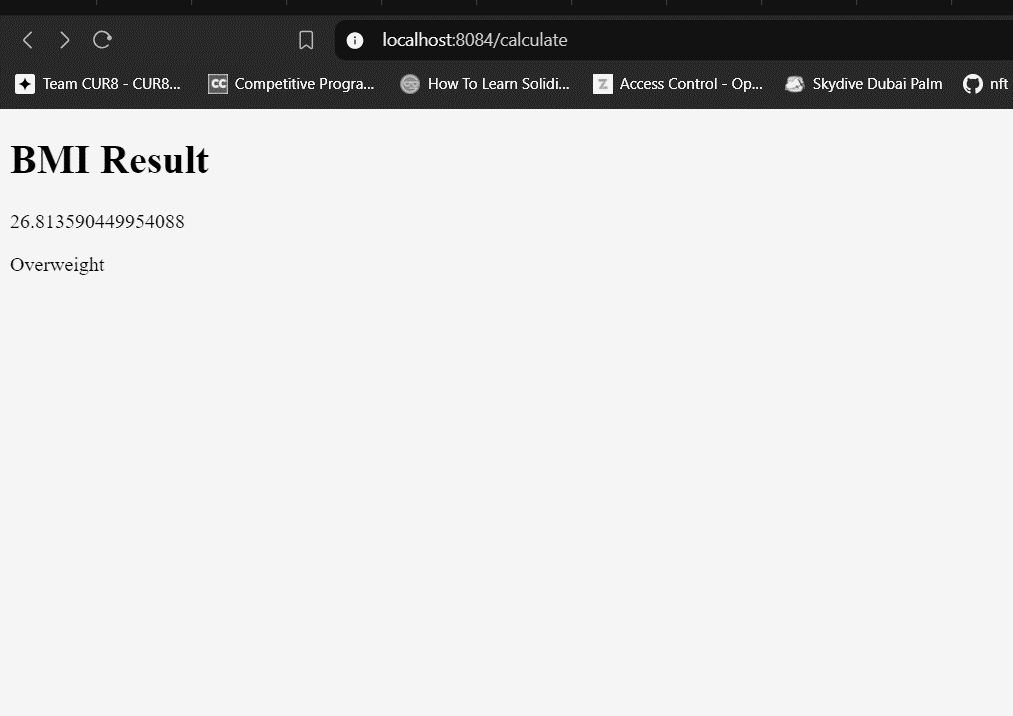 localhost:8084/calculate
Team CUR8 - CUR8... CC Competitive Progra... How To Learn Solidi... Z Access Control - Op... Skydive Dubai Palm nft
BMI Result
26.813590449954088
Overweight